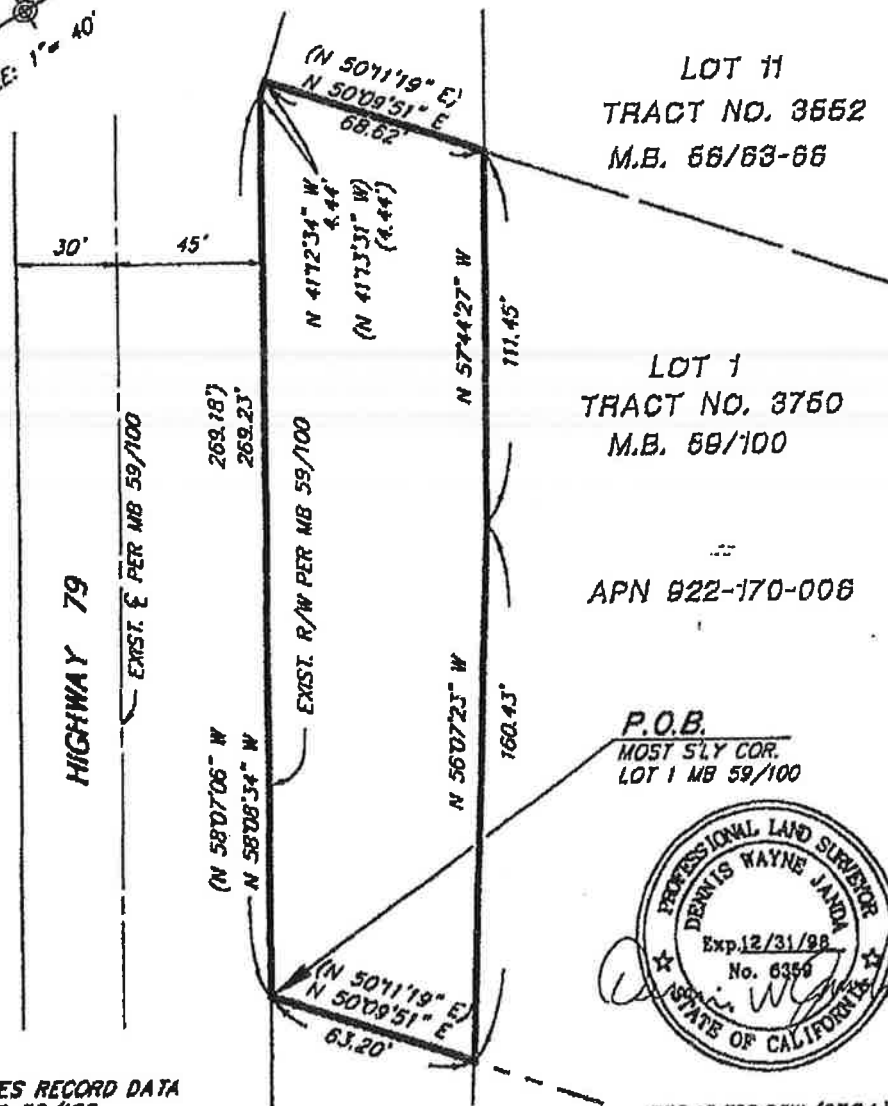 1"= 40'
(N 50°11'19" E)
N 50°09'51" E
68.62'
LOT 11
TRACT NO. 3552
M.B. 56/63-66
30'
45'
N 41°12'34" W
4.44'
(N 41°13'31" W)
(4.44')
N 57°44'27" W
111.45'
LOT 1
TRACT NO. 3750
M.B. 59/100
269.18')
269.23'
EXIST. R/W PER MB 59/100
EXIST. ℄ PER MB 59/100
HIGHWAY 79
APN 922-170-006
(N 58°07'06" W
N 58°08'34" W
N 56°07'23" W
160.43'
P.O.B.
MOST S'LY COR.
LOT 1 MB 59/100
PROFESSIONAL LAND SURVEYOR
DENNIS WAYNE JANDA
Exp.12/31/98
No. 6359
STATE OF CALIFORNIA
(N 50°11'19" E)
N 50°09'51" E
63.20'
ES RECORD DATA